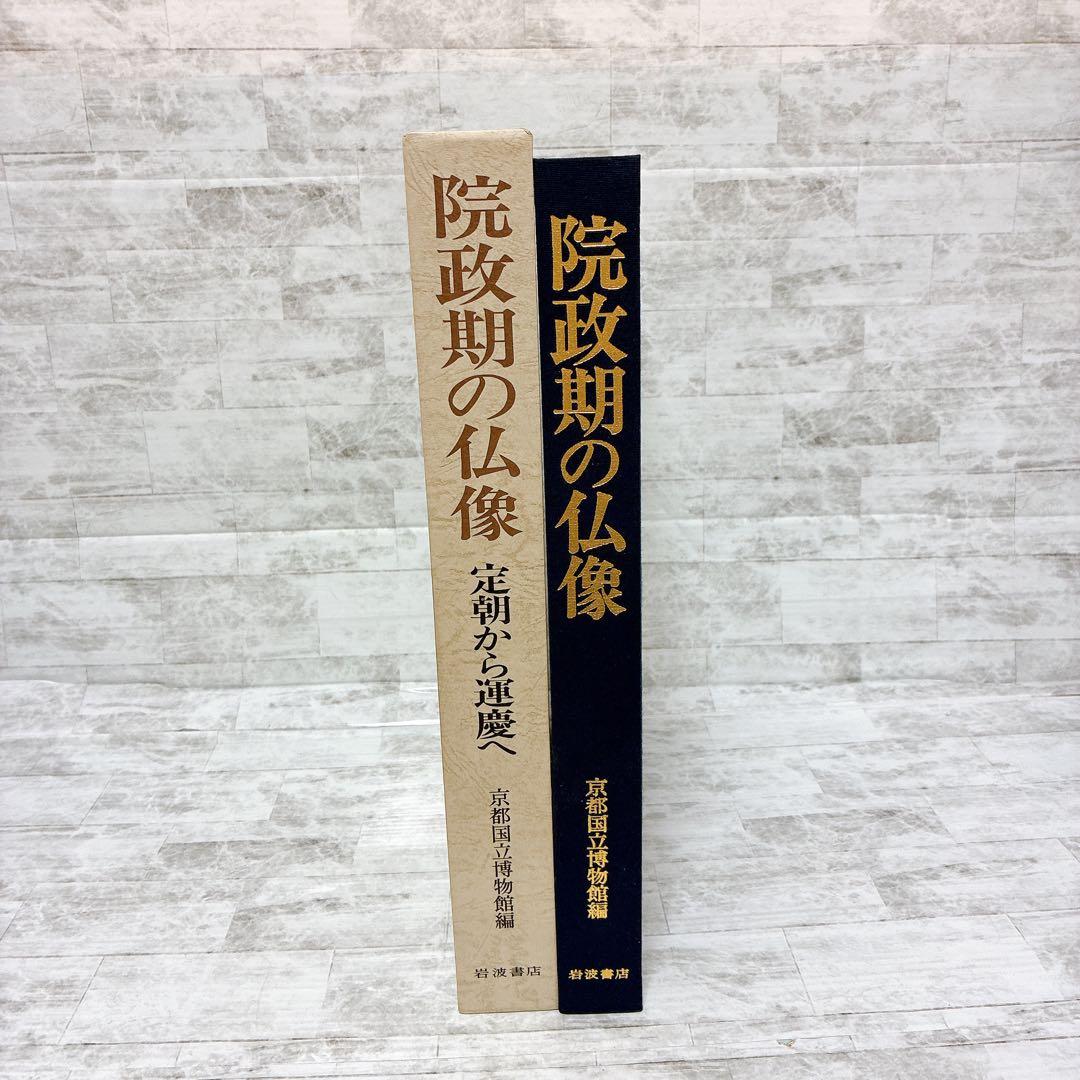 院政期の仏像
定朝から運慶へ
京都国立博物館編
岩波書店
院政期の仏像
京都国立博物館編
岩波書店